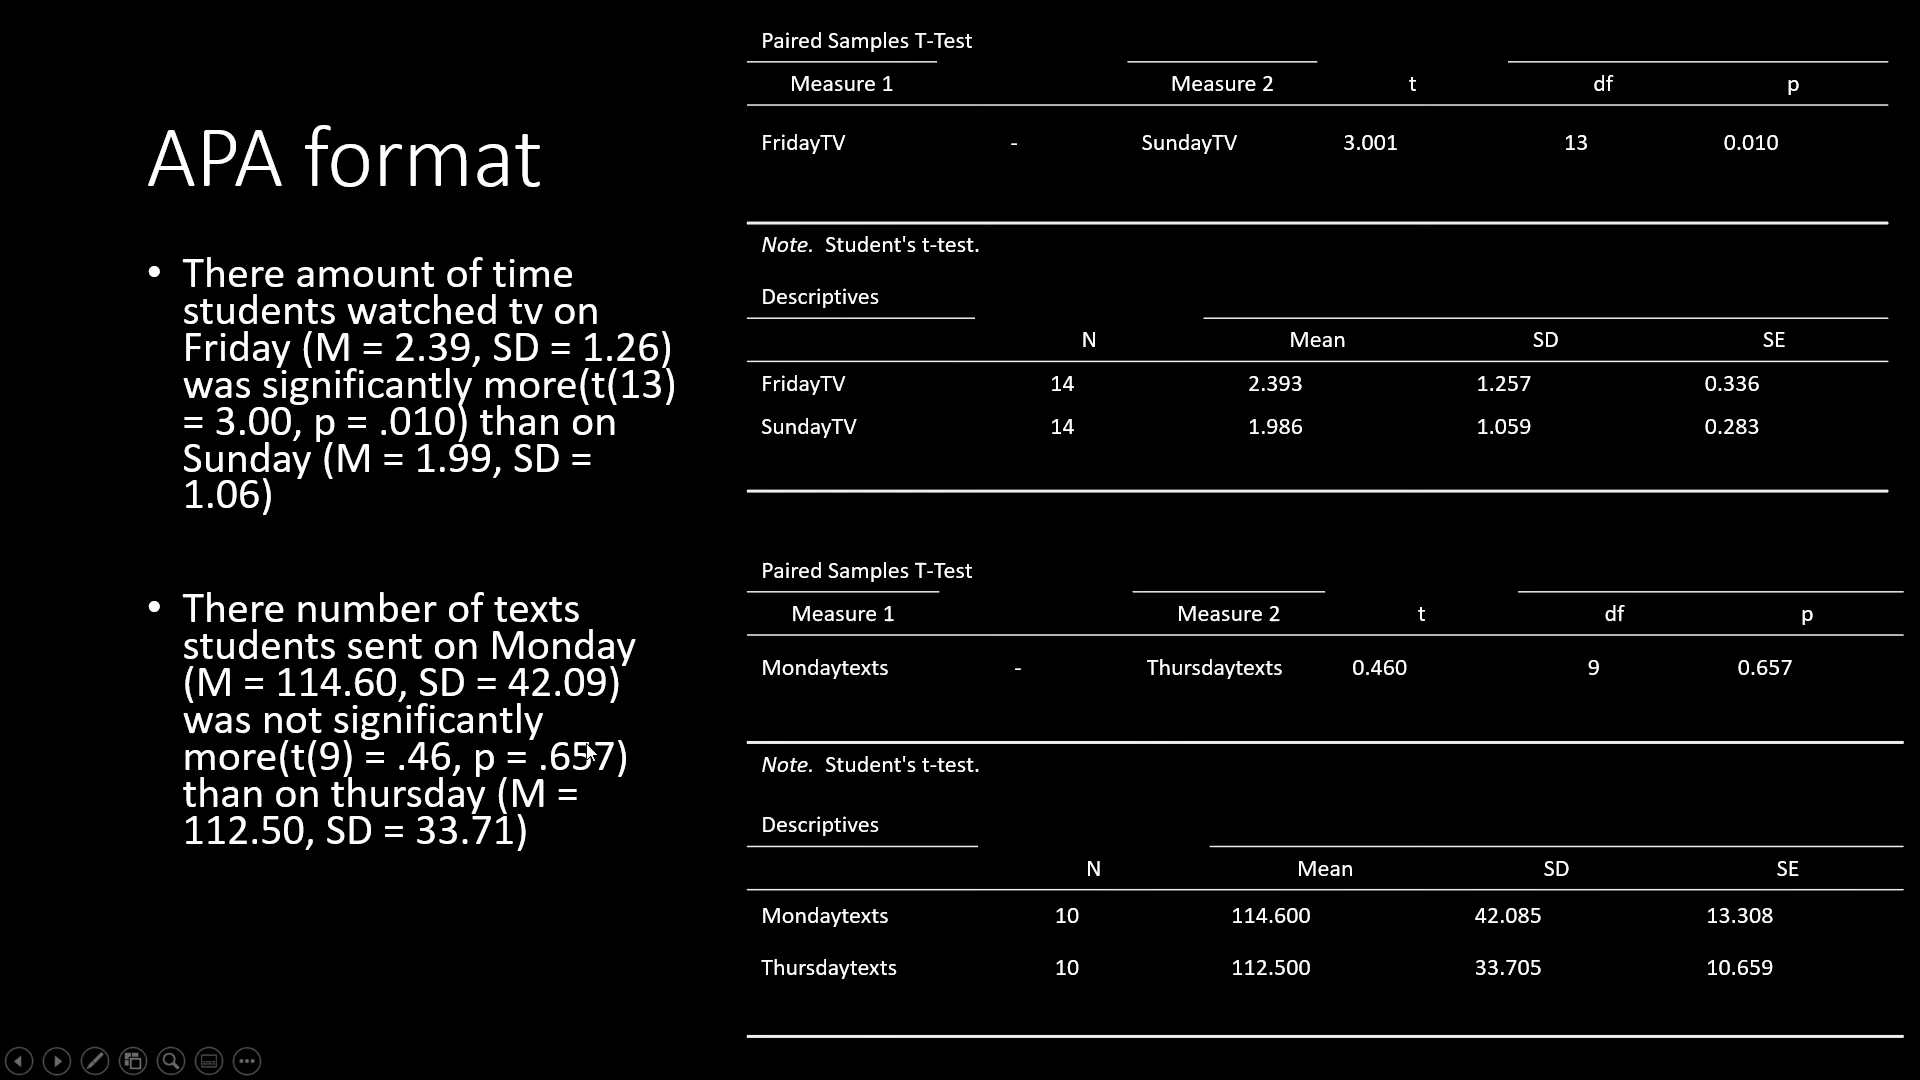 APA format
• There amount of time
students watched tv on
Friday (M = 2.39, SD = 1.26)
was significantly more(t(13)
= 3.00, p = .010) than on
Sunday (M = 1.99, SD =
1.06)
• There number of texts
students sent on Monday
(M = 114.60, SD = 42.09)
was not significantly
more(t(9) = .46, p = .657)
than on thursday (M =
112.50, SD = 33.71)
Paired Samples T-Test
Measure 1 Measure 2 t df p
FridayTV - SundayTV 3.001 13 0.010
Note. Student's t-test.
Descriptives
N Mean SD SE
FridayTV 14 2.393 1.257 0.336
SundayTV 14 1.986 1.059 0.283
Paired Samples T-Test
Measure 1 Measure 2 t df p
Mondaytexts - Thursdaytexts 0.460 9 0.657
Note. Student's t-test.
Descriptives
N Mean SD SE
Mondaytexts 10 114.600 42.085 13.308
Thursdaytexts 10 112.500 33.705 10.659